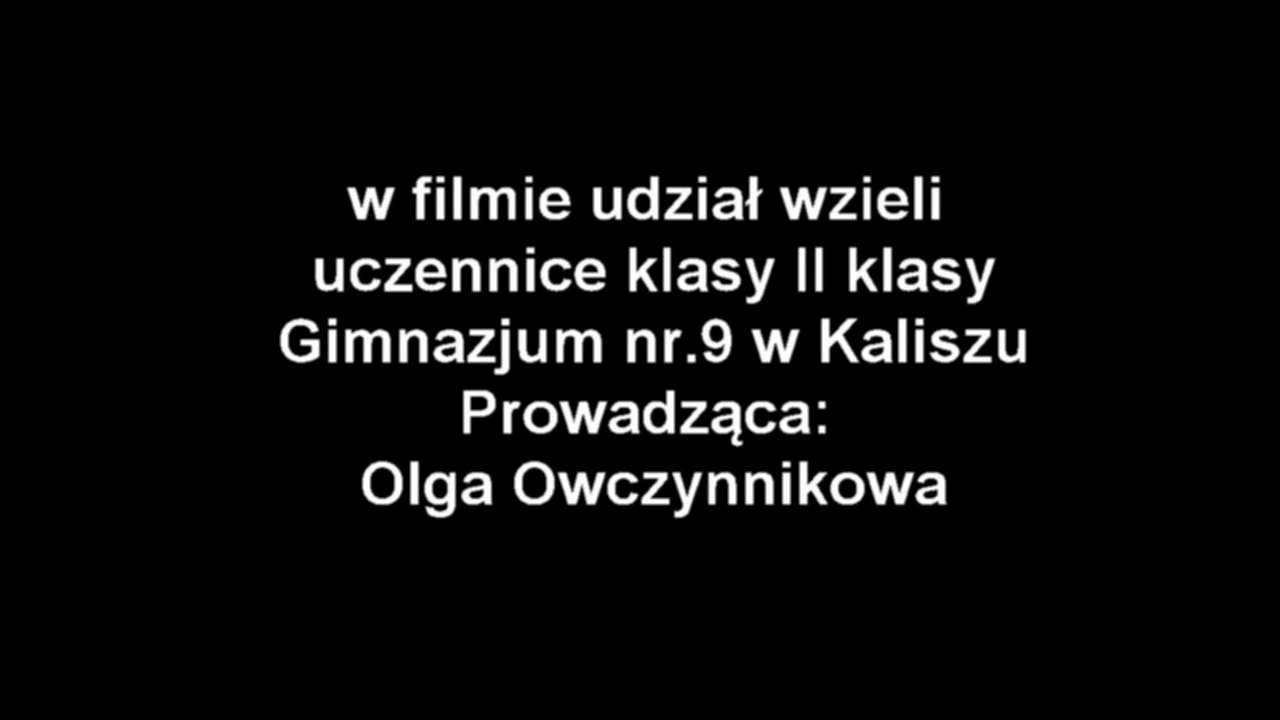 w filmie udział wzieli
uczennice klasy II klasy
Gimnazjum nr.9 w Kaliszu
Prowadząca:
Olga Owczynnikowa